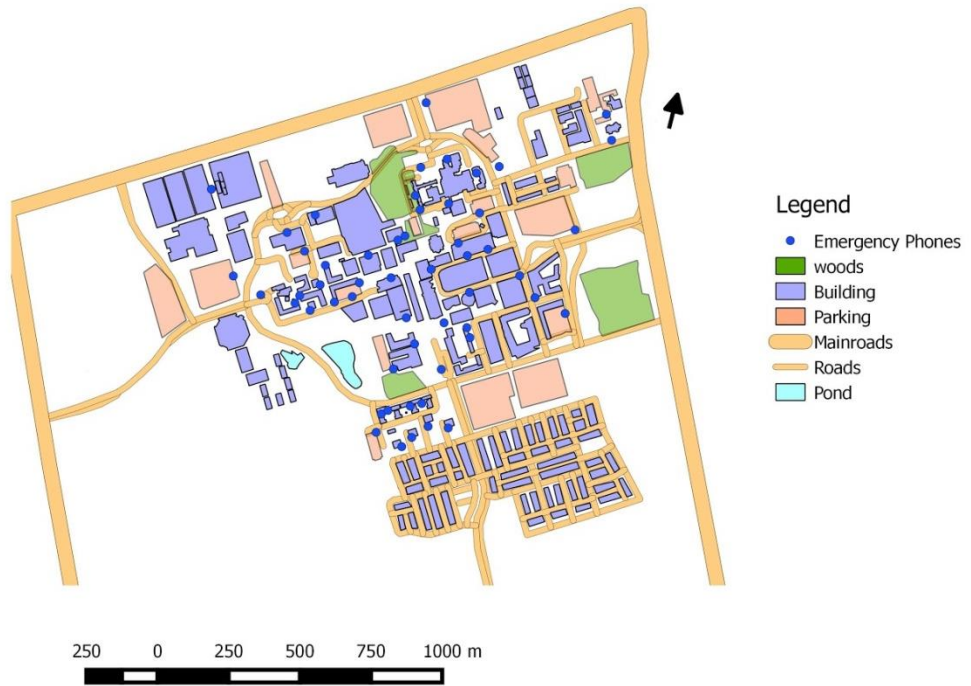 Legend
Emergency Phones
woods
Building
Parking
Mainroads
Roads
Pond
250 0 250 500 750 1000 m